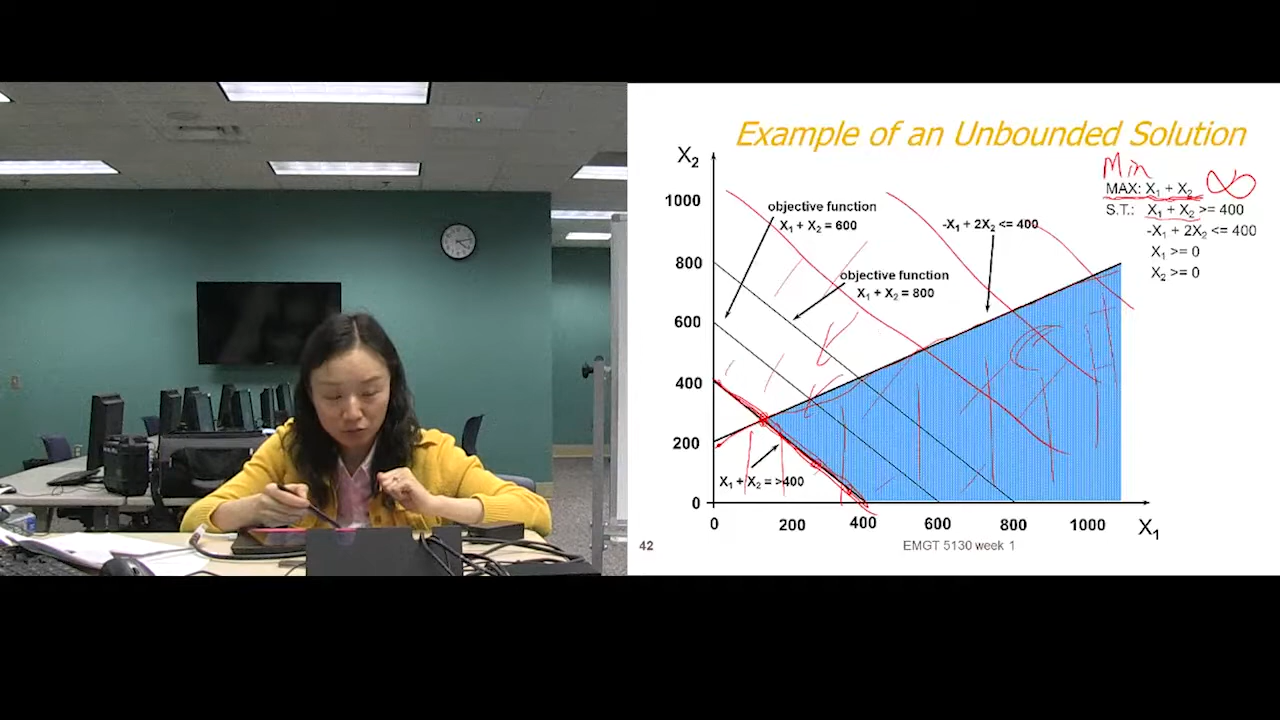 Example of an Unbounded Solution
Min
MAX: X₁ + X₂ ∞
S.T.: X₁ + X₂ >= 400
-X₁ + 2X₂ <= 400
X₁ >= 0
X₂ >= 0
X₂
1000
800
600
400
200
0
objective function
X₁ + X₂ = 600
-X₁ + 2X₂ <= 400
objective function
X₁ + X₂ = 800
X₁ + X₂ = >400
0 200 400 600 800 1000
X₁
42
EMGT 5130 week 1